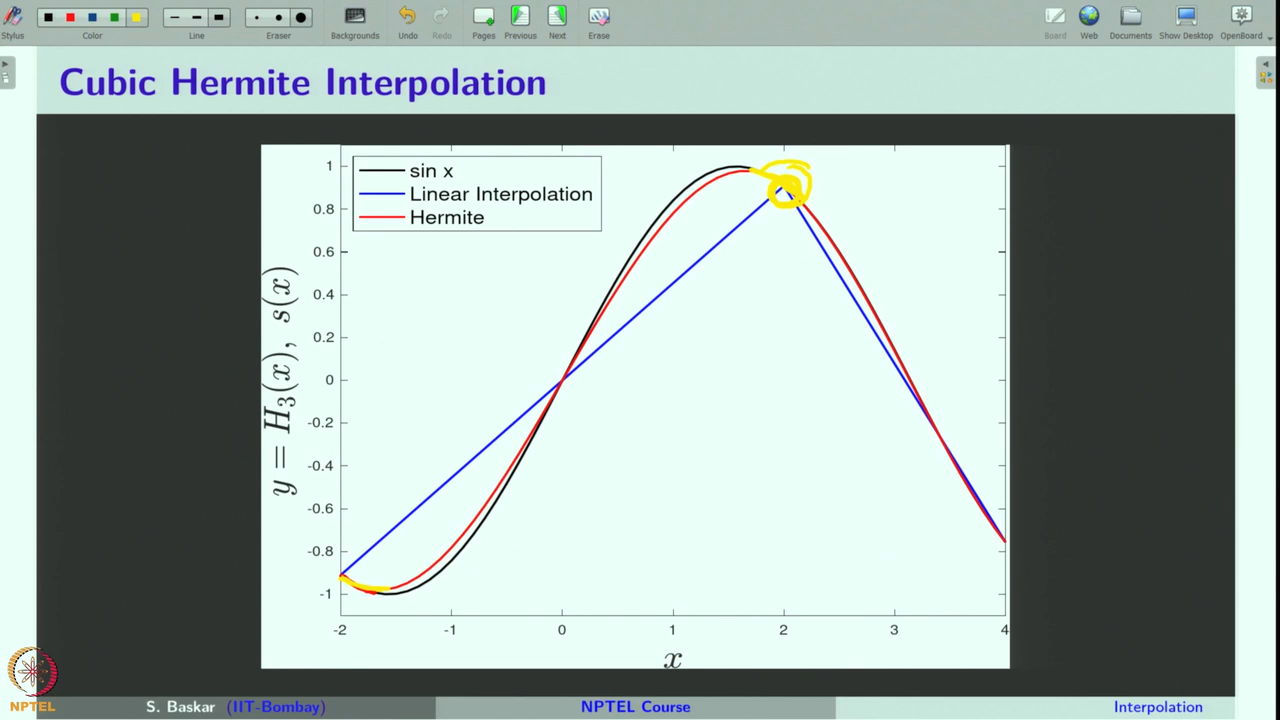 Stylus
Color
Line
Eraser
Backgrounds
Undo
Redo
Pages
Previous
Next
Erase
Board
Web
Documents
Show Desktop
OpenBoard
Cubic Hermite Interpolation
sin x
Linear Interpolation
Hermite
1
0.8
0.6
0.4
0.2
0
-0.2
-0.4
-0.6
-0.8
-1
y = H₃(x), s(x)
-2 -1 0 1 2 3 4
x
NPTEL
S. Baskar (IIT-Bombay) NPTEL Course Interpolation